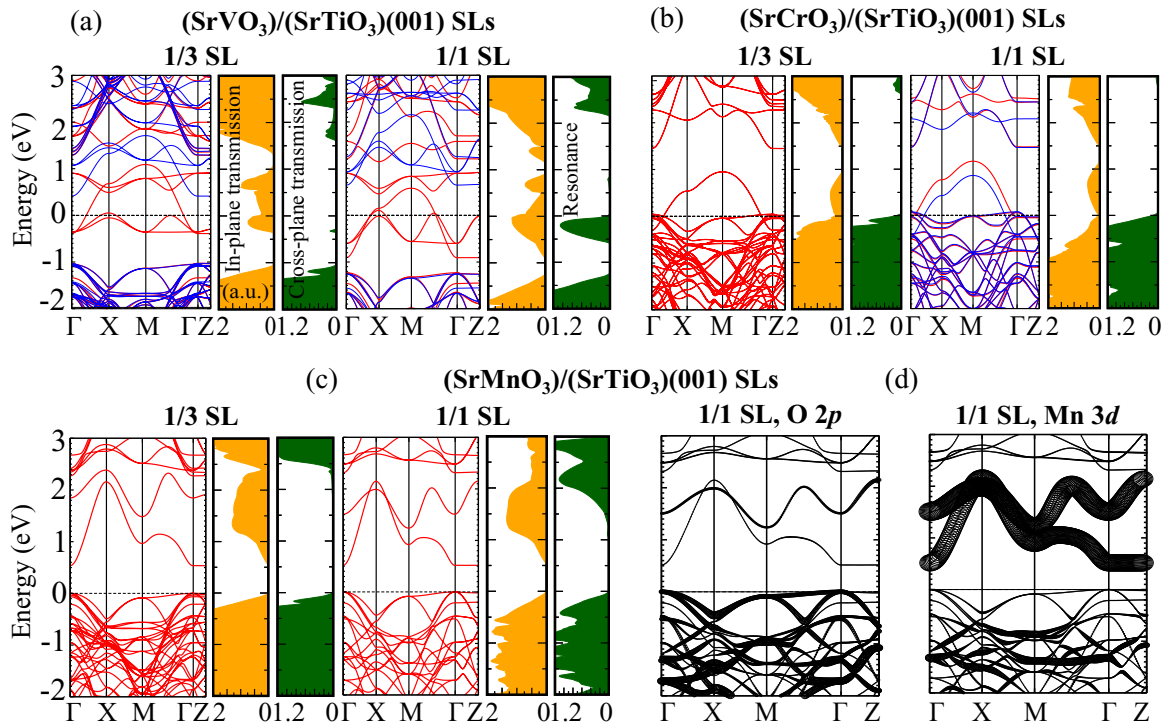 (a) (SrVO₃)/(SrTiO₃)(001) SLs
1/3 SL 1/1 SL
Energy (eV)
3
2
1
0
-1
-2
In-plane transmission
(a.u.)
Cross-plane transmission
Resonance
Γ X M ΓZ2 01.2 0 Γ X M ΓZ2 01.2 0
(b) (SrCrO₃)/(SrTiO₃)(001) SLs
1/3 SL 1/1 SL
Γ X M ΓZ2 01.2 0 Γ X M ΓZ2 01.2 0
(c) (SrMnO₃)/(SrTiO₃)(001) SLs
1/3 SL 1/1 SL
Energy (eV)
3
2
1
0
-1
-2
Γ X M ΓZ2 01.2 0 Γ X M ΓZ2 01.2 0
(d)
1/1 SL, O 2p 1/1 SL, Mn 3d
Γ X M Γ Z Γ X M Γ Z